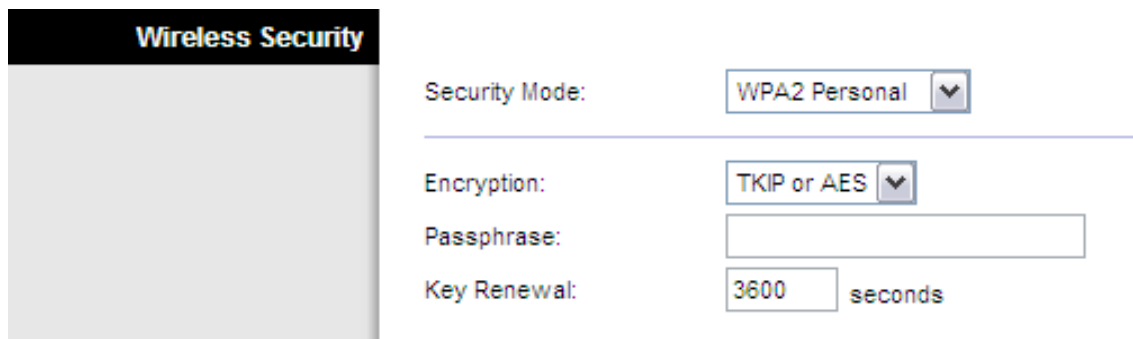 Wireless Security
Security Mode: WPA2 Personal
Encryption: TKIP or AES
Passphrase:
Key Renewal: 3600 seconds